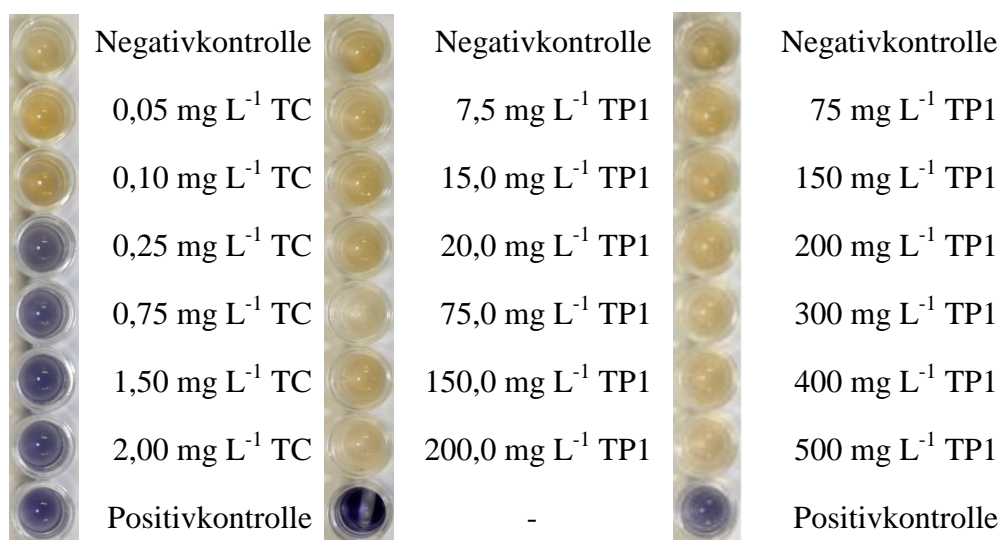 Negativkontrolle Negativkontrolle Negativkontrolle
0,05 mg L⁻¹ TC 7,5 mg L⁻¹ TP1 75 mg L⁻¹ TP1
0,10 mg L⁻¹ TC 15,0 mg L⁻¹ TP1 150 mg L⁻¹ TP1
0,25 mg L⁻¹ TC 20,0 mg L⁻¹ TP1 200 mg L⁻¹ TP1
0,75 mg L⁻¹ TC 75,0 mg L⁻¹ TP1 300 mg L⁻¹ TP1
1,50 mg L⁻¹ TC 150,0 mg L⁻¹ TP1 400 mg L⁻¹ TP1
2,00 mg L⁻¹ TC 200,0 mg L⁻¹ TP1 500 mg L⁻¹ TP1
Positivkontrolle - Positivkontrolle